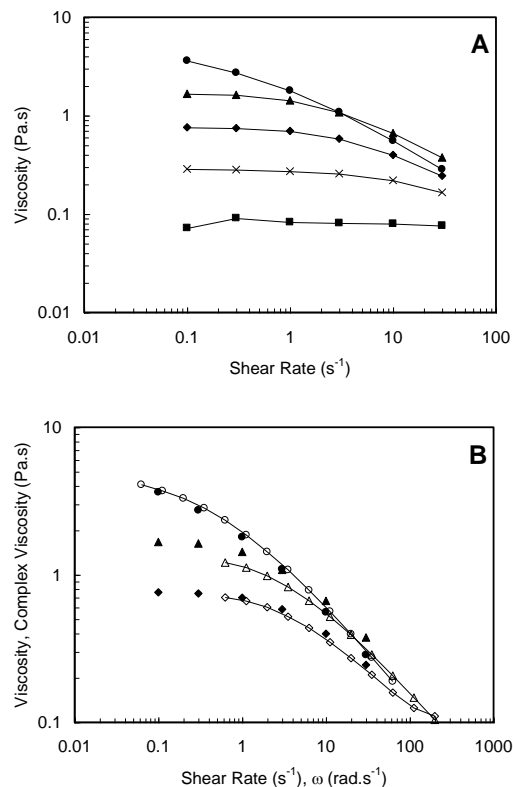 A
10
1
0.1
0.01
Viscosity (Pa.s)
0.01 0.1 1 10 100
Shear Rate (s⁻¹)
B
10
1
0.1
Viscosity, Complex Viscosity (Pa.s)
0.01 0.1 1 10 100 1000
Shear Rate (s⁻¹), ω (rad.s⁻¹)